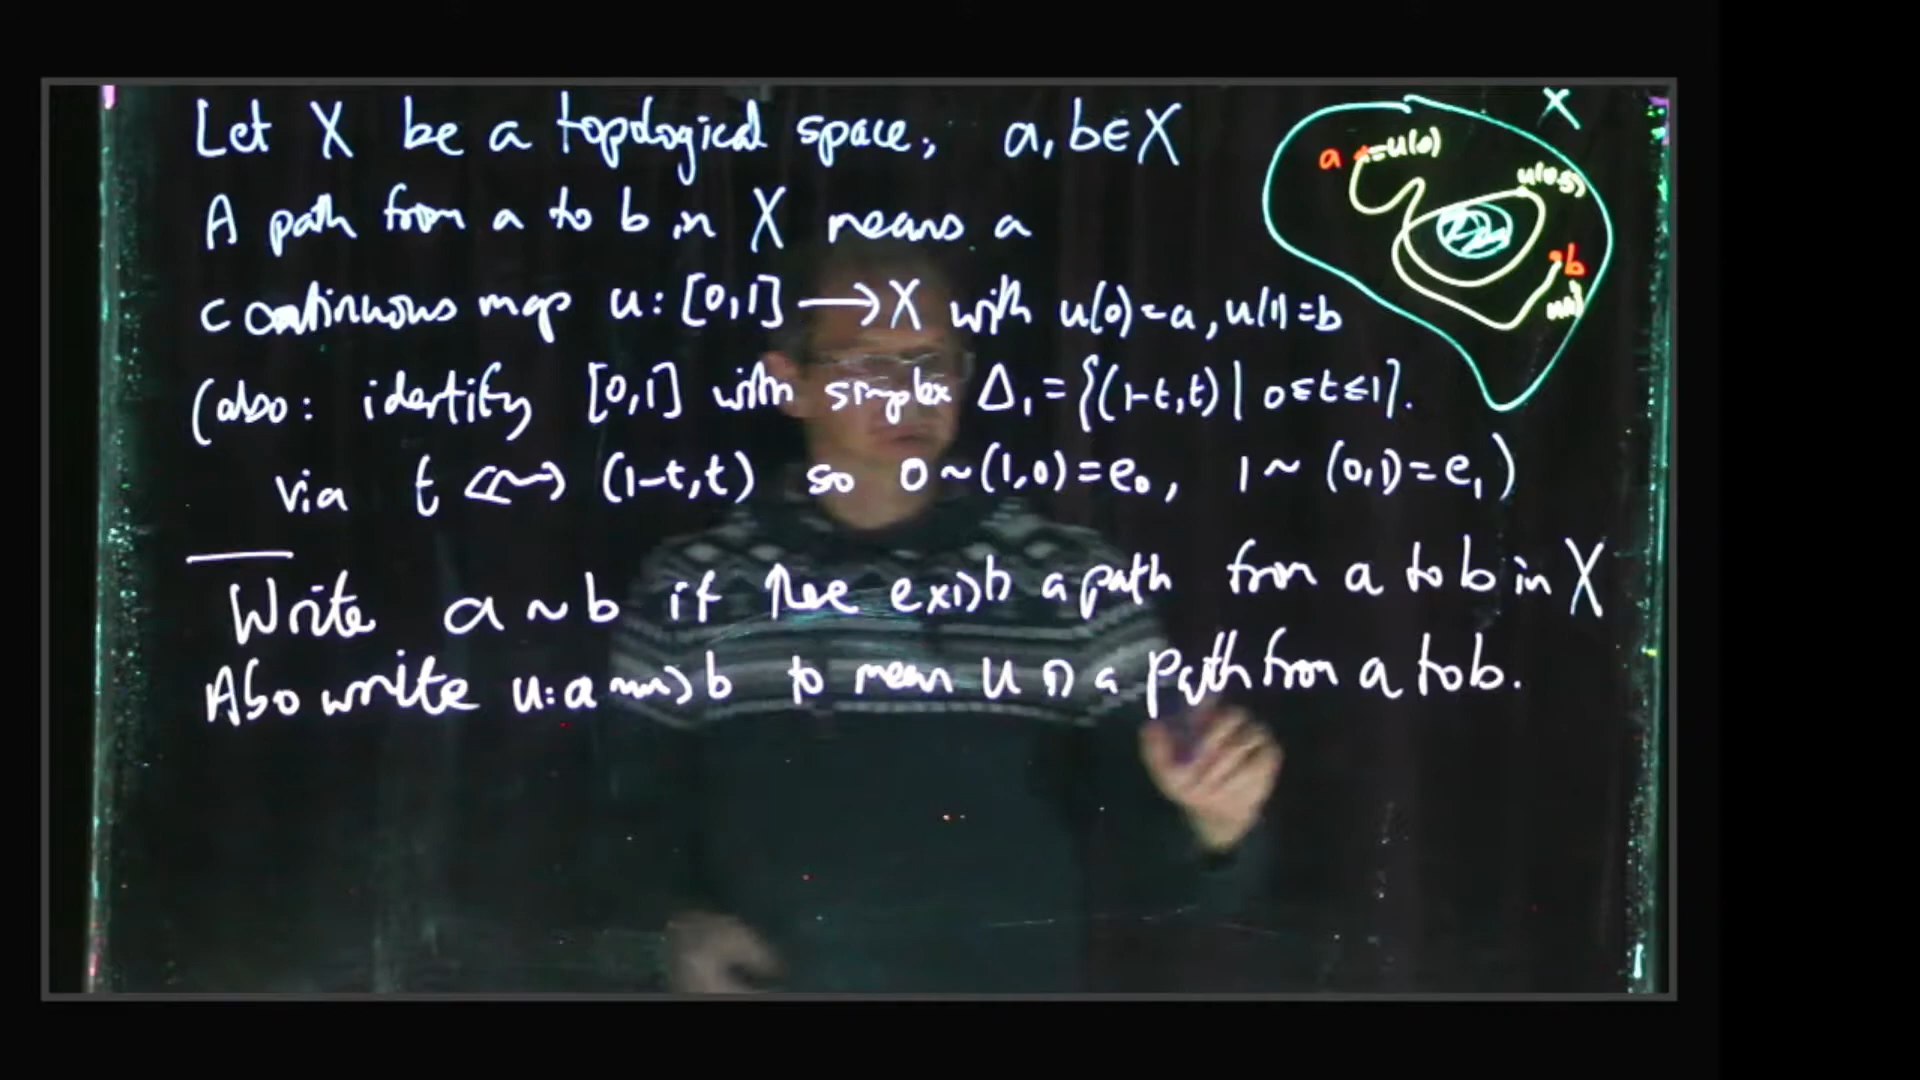 Let X be a topological space, a, b ∈ X
A path from a to b in X means a
continuous map u: [0,1] ⟶ X with u(0)=a, u(1)=b
(also: identify [0,1] with simplex Δ₁ = {(1-t,t) | 0≤t≤1}.
via t ⟷ (1-t,t) so 0 ~ (1,0) = e₀, 1 ~ (0,1) = e₁)
Write a ~ b if there exists a path from a to b in X
Also write u: a ⇝ b to mean u is a path from a to b.
X
a = u(0)
u(0.5)
b
u(1)